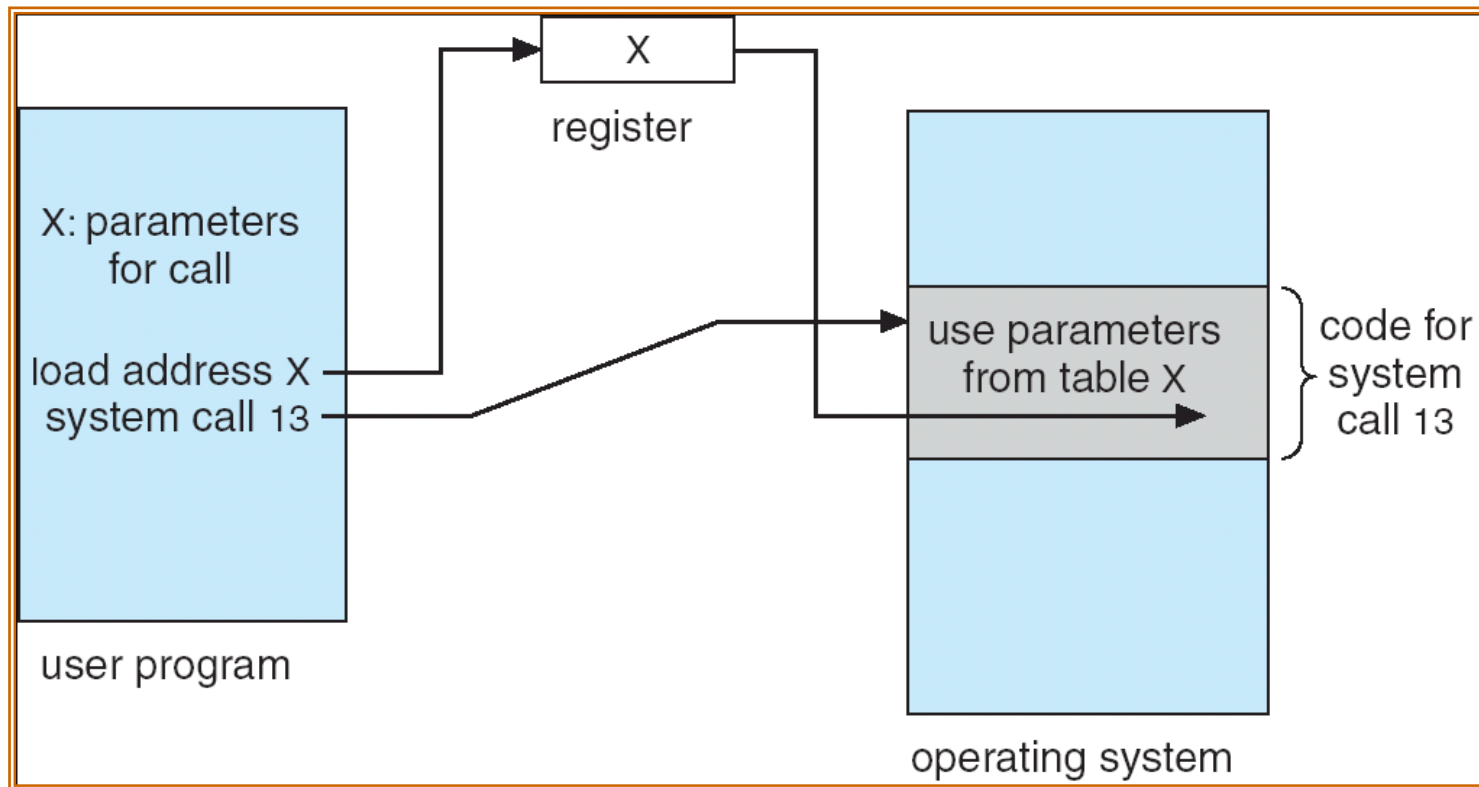 X
register
X: parameters
for call
load address X
system call 13
user program
use parameters
from table X
code for
system
call 13
operating system